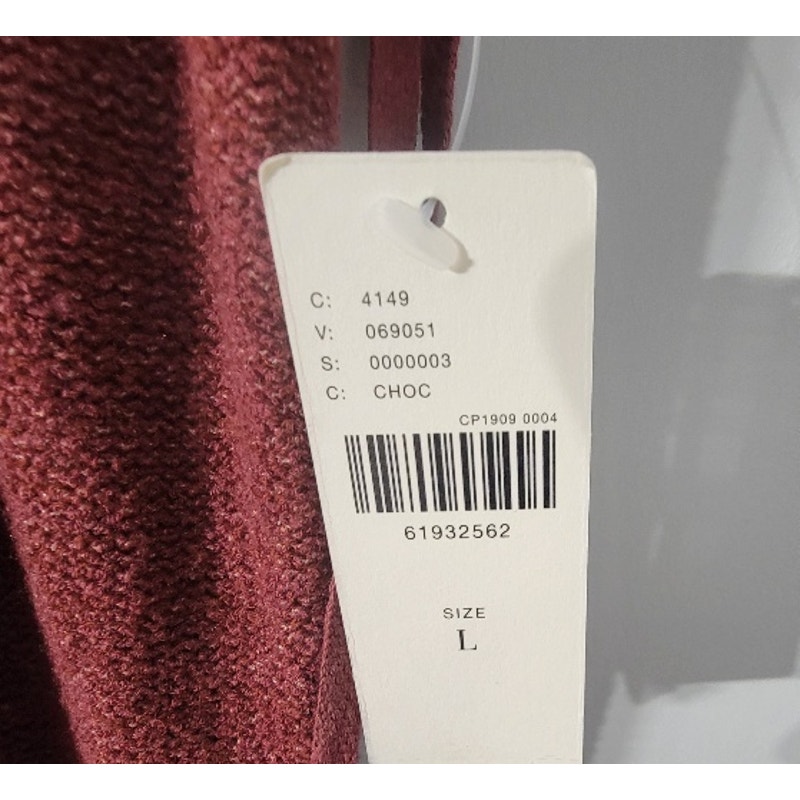 C: 4149
V: 069051
S: 0000003
C: CHOC
CP1909 0004
61932562
SIZE
L